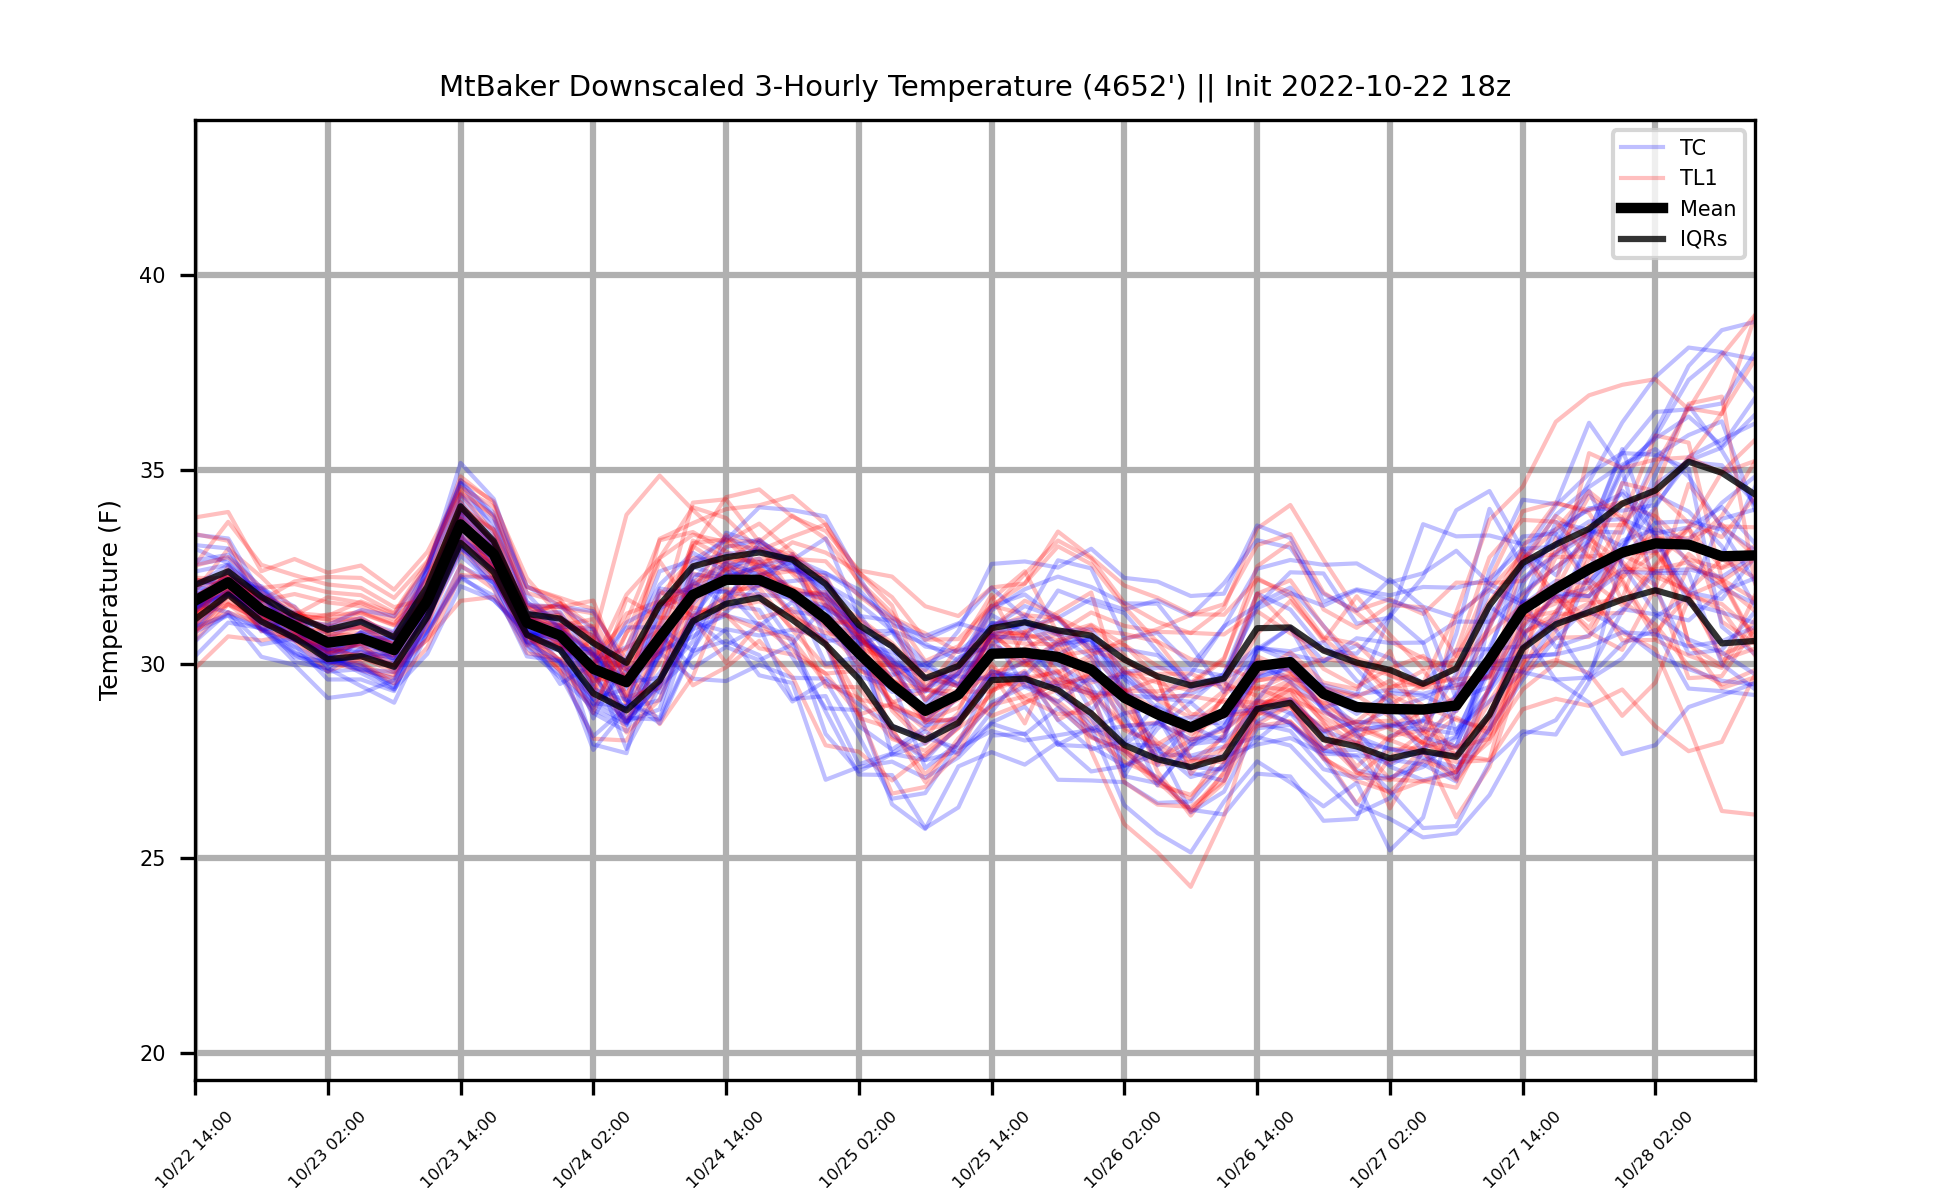 MtBaker Downscaled 3-Hourly Temperature (4652') || Init 2022-10-22 18z
TC
TL1
Mean
IQRs
Temperature (F)
40
35
30
25
20
10/22 14:00
10/23 02:00
10/23 14:00
10/24 02:00
10/24 14:00
10/25 02:00
10/25 14:00
10/26 02:00
10/26 14:00
10/27 02:00
10/27 14:00
10/28 02:00